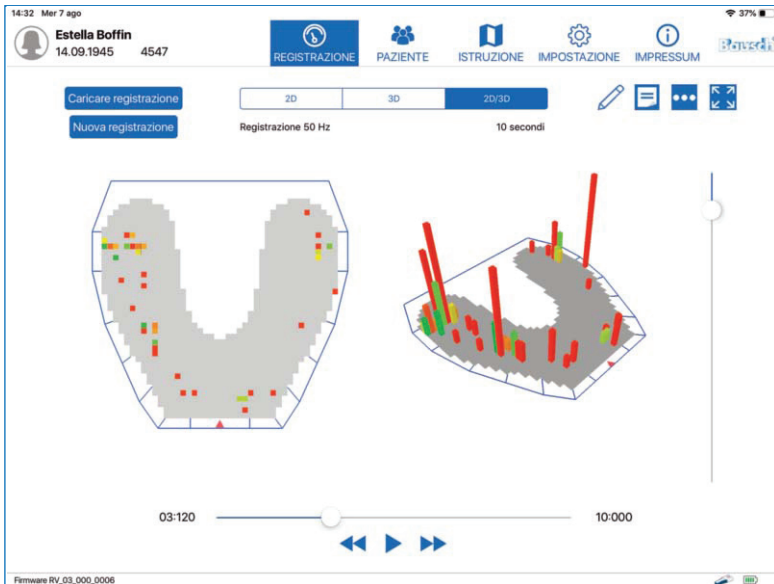 14:32 Mer 7 ago
37%
Estella Boffin
14.09.1945 4547
REGISTRAZIONE PAZIENTE ISTRUZIONE IMPOSTAZIONE IMPRESSUM
Bausch
Caricare registrazione
2D 3D 2D/3D
Nuova registrazione
Registrazione 50 Hz 10 secondi
03:120 10:000
Firmware RV_03_000_0006